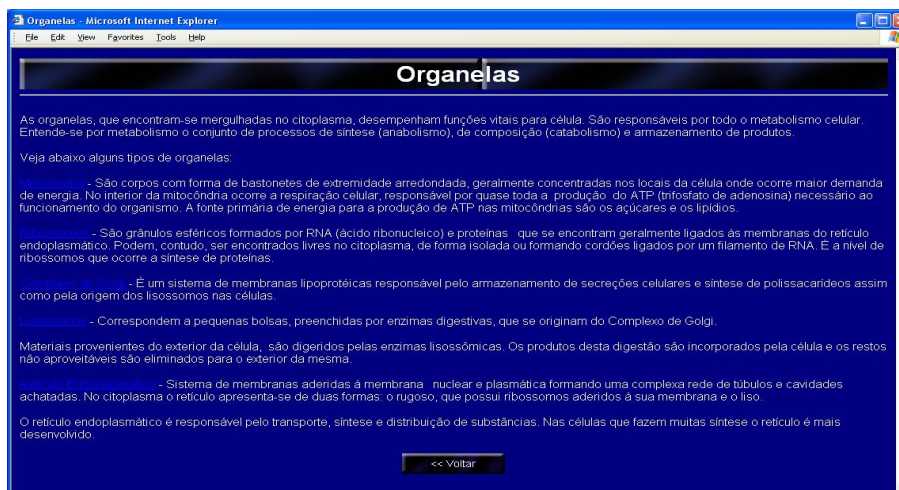 Organelas - Microsoft Internet Explorer
File Edit View Favorites Tools Help
Organelas
As organelas, que encontram-se mergulhadas no citoplasma, desempenham funções vitais para célula. São responsáveis por todo o metabolismo celular.
Entende-se por metabolismo o conjunto de processos de síntese (anabolismo), de composição (catabolismo) e armazenamento de produtos.
Veja abaixo alguns tipos de organelas:
Mitocôndria - São corpos com forma de bastonetes de extremidade arredondada, geralmente concentradas nos locais da célula onde ocorre maior demanda
de energia. No interior da mitocôndria ocorre a respiração celular, responsável por quase toda a produção do ATP (trifosfato de adenosina) necessário ao
funcionamento do organismo. A fonte primária de energia para a produção de ATP nas mitocôndrias são os açúcares e os lipídios.
Ribossomos - São grânulos esféricos formados por RNA (ácido ribonucleico) e proteínas que se encontram geralmente ligados ás membranas do retículo
endoplasmático. Podem, contudo, ser encontrados livres no citoplasma, de forma isolada ou formando cordões ligados por um filamento de RNA. É a nível de
ribossomos que ocorre a síntese de proteínas.
Complexo de Golgi - É um sistema de membranas lipoprotéicas responsável pelo armazenamento de secreções celulares e síntese de polissacarídeos assim
como pela origem dos lisossomos nas células.
Lisossomos - Correspondem a pequenas bolsas, preenchidas por enzimas digestivas, que se originam do Complexo de Golgi.
Materiais provenientes do exterior da célula, são digeridos pelas enzimas lisossômicas. Os produtos desta digestão são incorporados pela célula e os restos
não aproveitáveis são eliminados para o exterior da mesma.
Retículo Endoplasmático - Sistema de membranas aderidas á membrana nuclear e plasmática formando uma complexa rede de túbulos e cavidades
achatadas. No citoplasma o retículo apresenta-se de duas formas: o rugoso, que possui ribossomos aderidos à sua membrana e o liso.
O retículo endoplasmático é responsável pelo transporte, síntese e distribuição de substâncias. Nas células que fazem muitas síntese o retículo é mais
desenvolvido.
<< Voltar